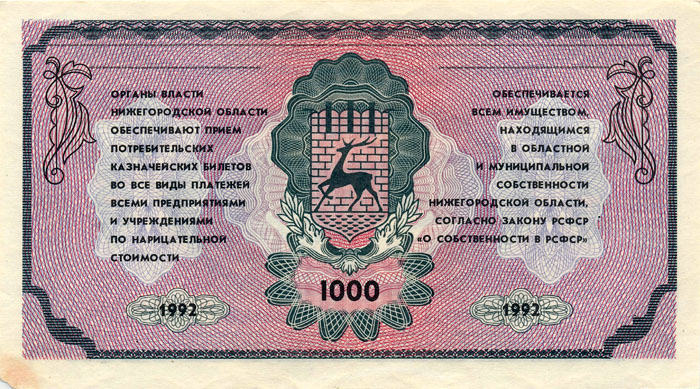 ОРГАНЫ ВЛАСТИ
НИЖЕГОРОДСКОЙ ОБЛАСТИ
ОБЕСПЕЧИВАЮТ ПРИЕМ
ПОТРЕБИТЕЛЬСКИХ
КАЗНАЧЕЙСКИХ БИЛЕТОВ
ВО ВСЕ ВИДЫ ПЛАТЕЖЕЙ
ВСЕМИ ПРЕДПРИЯТИЯМИ
И УЧРЕЖДЕНИЯМИ
ПО НАРИЦАТЕЛЬНОЙ
СТОИМОСТИ
ОБЕСПЕЧИВАЕТСЯ
ВСЕМ ИМУЩЕСТВОМ,
НАХОДЯЩИМСЯ
В ОБЛАСТНОЙ
И МУНИЦИПАЛЬНОЙ
СОБСТВЕННОСТИ
НИЖЕГОРОДСКОЙ ОБЛАСТИ,
СОГЛАСНО ЗАКОНУ РСФСР
«О СОБСТВЕННОСТИ В РСФСР»
1000
1992
1992